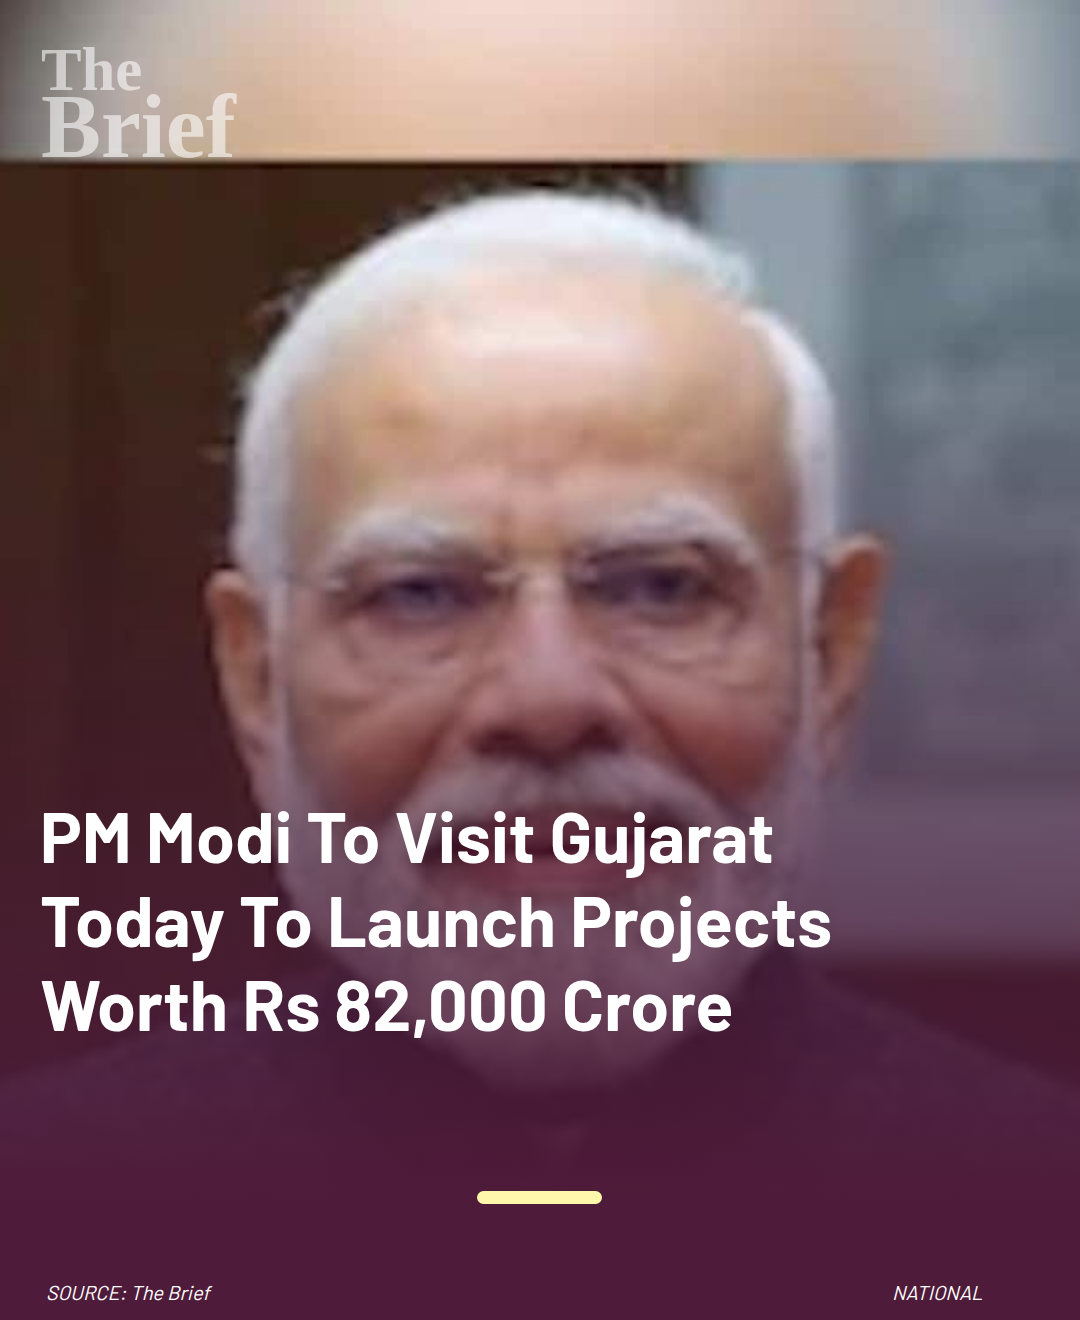 The
Brief
PM Modi To Visit Gujarat
Today To Launch Projects
Worth Rs 82,000 Crore
SOURCE: The Brief
NATIONAL